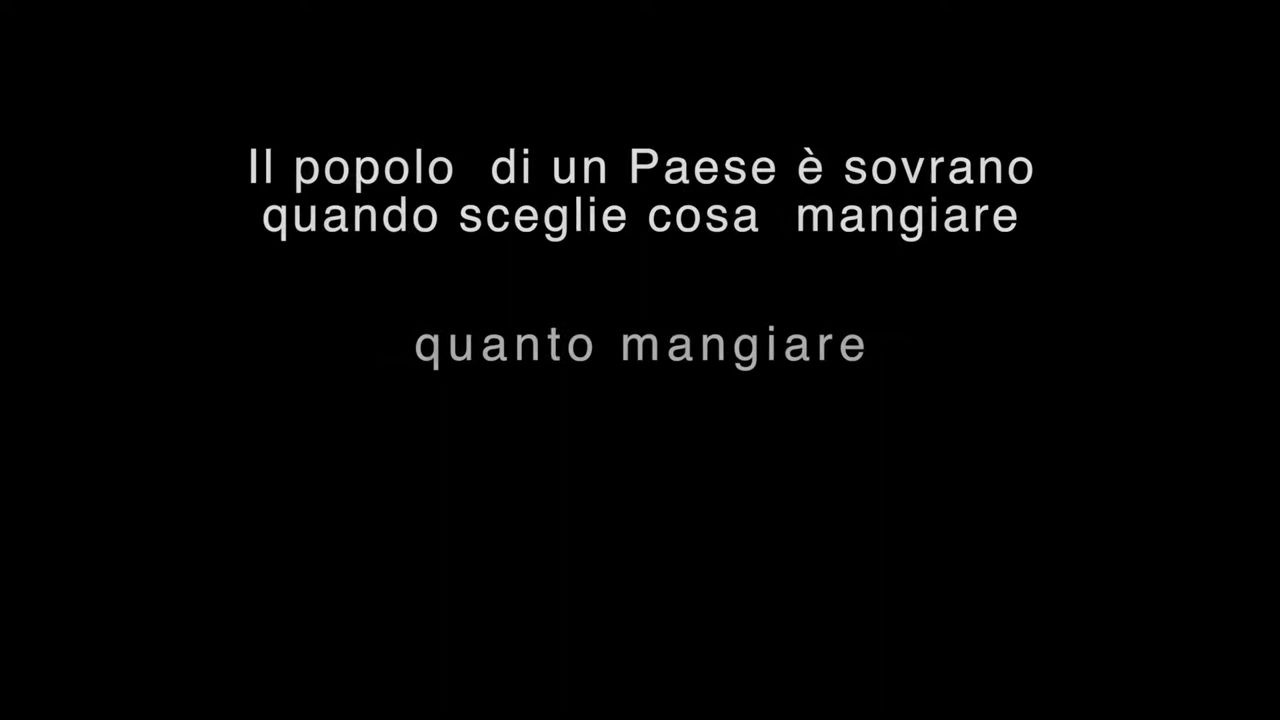 Il popolo di un Paese è sovrano
quando sceglie cosa mangiare
quanto mangiare